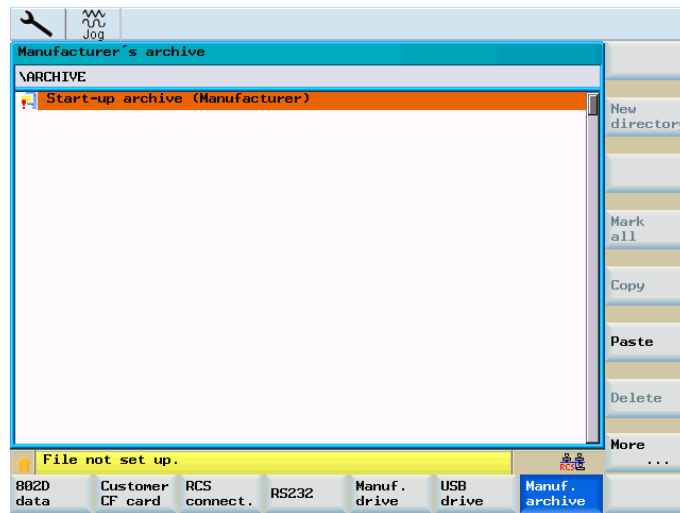 Jog
Manufacturer´s archive
\ARCHIVE
Start-up archive (Manufacturer)
New
director
Mark
all
Copy
Paste
Delete
More
...
File not set up.
RCS
802D
data
Customer
CF card
RCS
connect.
RS232
Manuf.
drive
USB
drive
Manuf.
archive